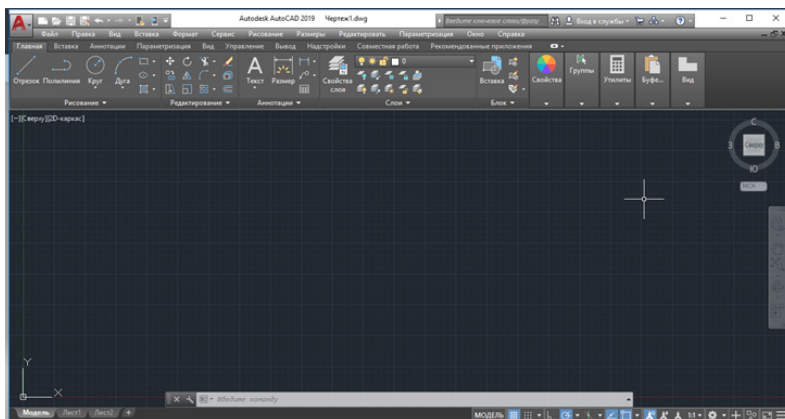 A Autodesk AutoCAD 2019 Чертеж1.dwg Введите ключевое слово/фразу Вход в службы
Файл Правка Вид Вставка Формат Сервис Рисование Размеры Редактировать Параметризация Окно Справка
Главная Вставка Аннотации Параметризация Вид Управление Вывод Надстройки Совместная работа Рекомендованные приложения
0
Отрезок Полилиния Круг Дуга Текст Размер Свойства слоя Вставка Свойства Группы Утилиты Буфе... Вид
Рисование Редактирование Аннотации Слои Блок
[−][Сверху][2D-каркас]
С
З Сверху В
Ю
МСК
Y
X
Введите команду
Модель Лист1 Лист2 + МОДЕЛЬ 1:1